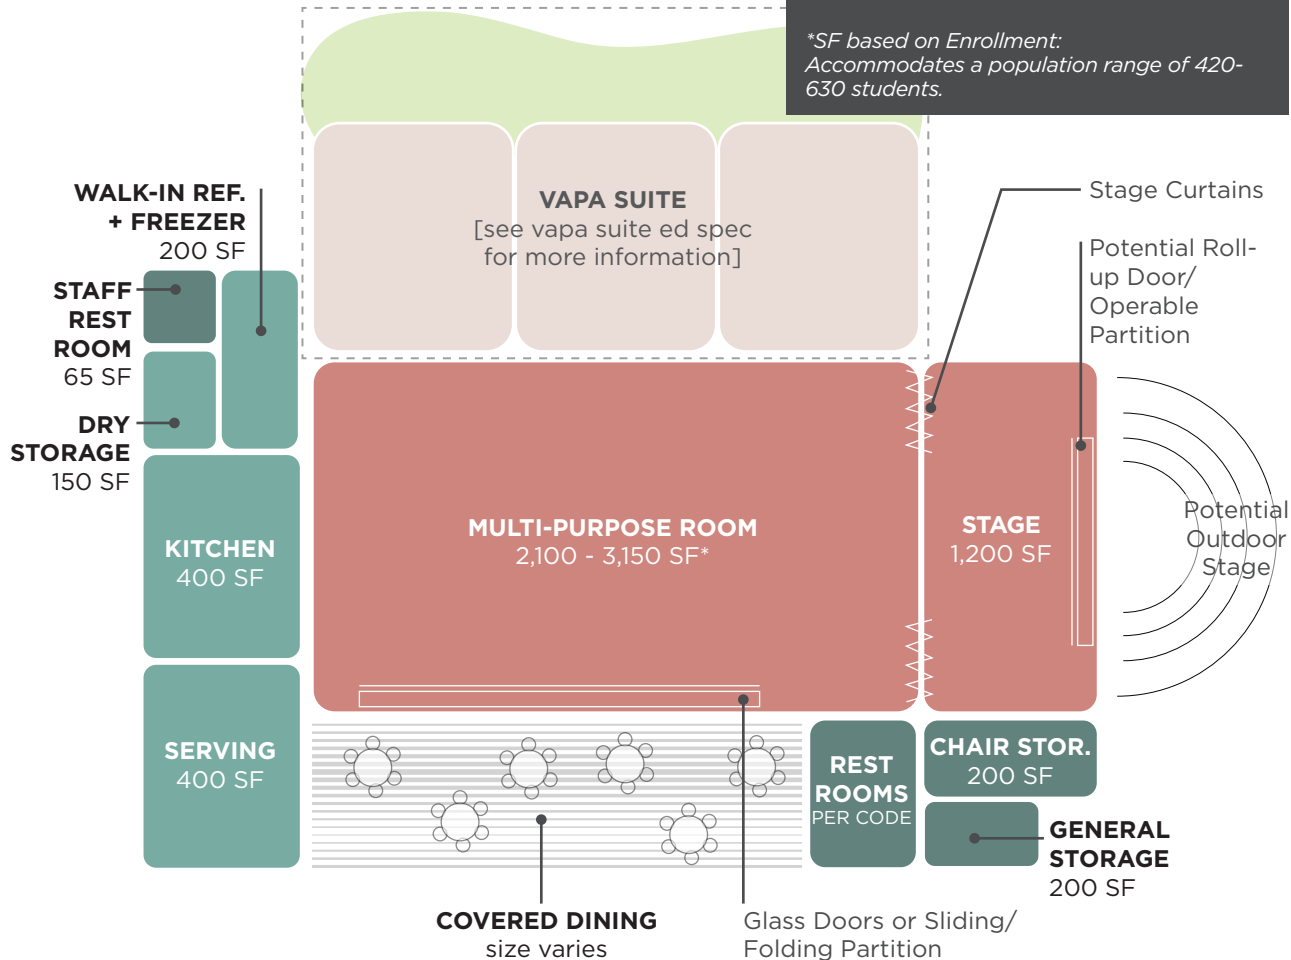 *SF based on Enrollment:
Accommodates a population range of 420-
630 students.
WALK-IN REF.
+ FREEZER
200 SF
STAFF
REST
ROOM
65 SF
DRY
STORAGE
150 SF
VAPA SUITE
[see vapa suite ed spec
for more information]
Stage Curtains
Potential Roll-
up Door/
Operable
Partition
KITCHEN
400 SF
MULTI-PURPOSE ROOM
2,100 - 3,150 SF*
STAGE
1,200 SF
Potential
Outdoor
Stage
SERVING
400 SF
REST
ROOMS
PER CODE
CHAIR STOR.
200 SF
GENERAL
STORAGE
200 SF
COVERED DINING
size varies
Glass Doors or Sliding/
Folding Partition